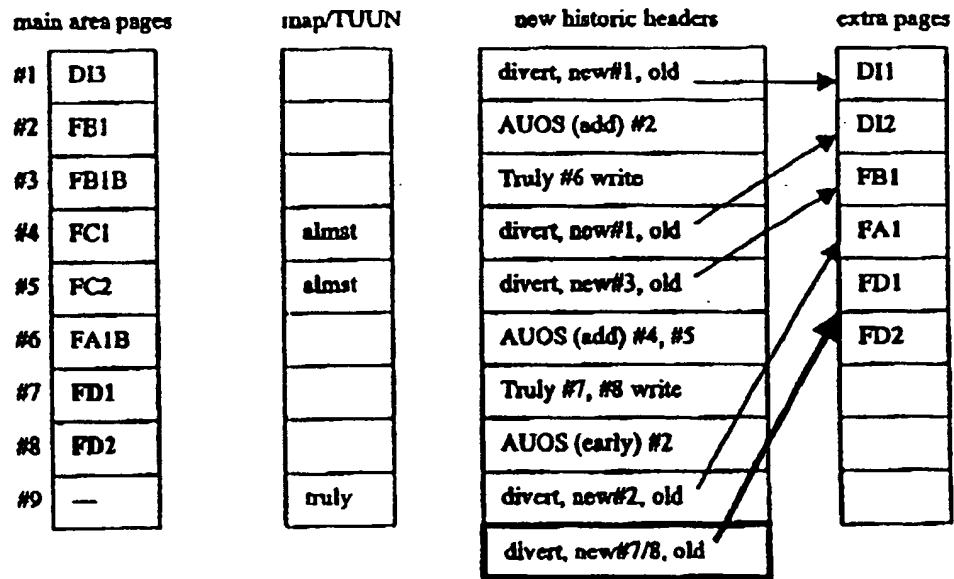 main area pages map/TUUN new historic headers extra pages
#1 DI3 divert, new#1, old DI1
#2 FB1 AUOS (add) #2 DI2
#3 FB1B Truly #6 write FB1
#4 FC1 almst divert, new#1, old FA1
#5 FC2 almst divert, new#3, old FD1
#6 FA1B AUOS (add) #4, #5 FD2
#7 FD1 Truly #7, #8 write
#8 FD2 AUOS (early) #2
#9 — truly divert, new#2, old
divert, new#7/8, old